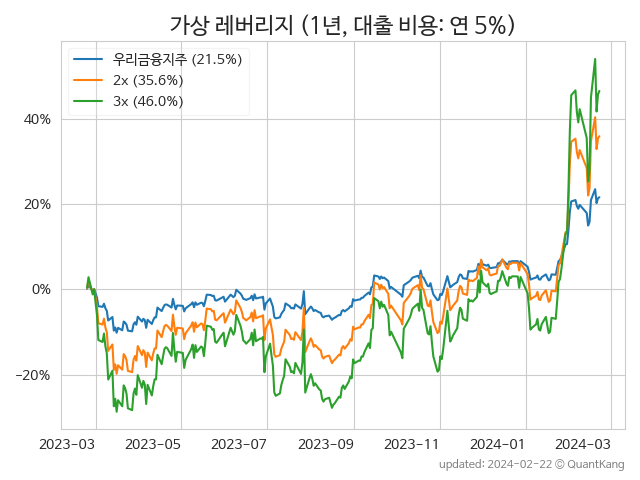 가상 레버리지 (1년, 대출 비용: 연 5%)
우리금융지주 (21.5%)
2x (35.6%)
3x (46.0%)
40%
20%
0%
−20%
2023−03 2023−05 2023−07 2023−09 2023−11 2024−01 2024−03
updated: 2024−02−22 © QuantKang